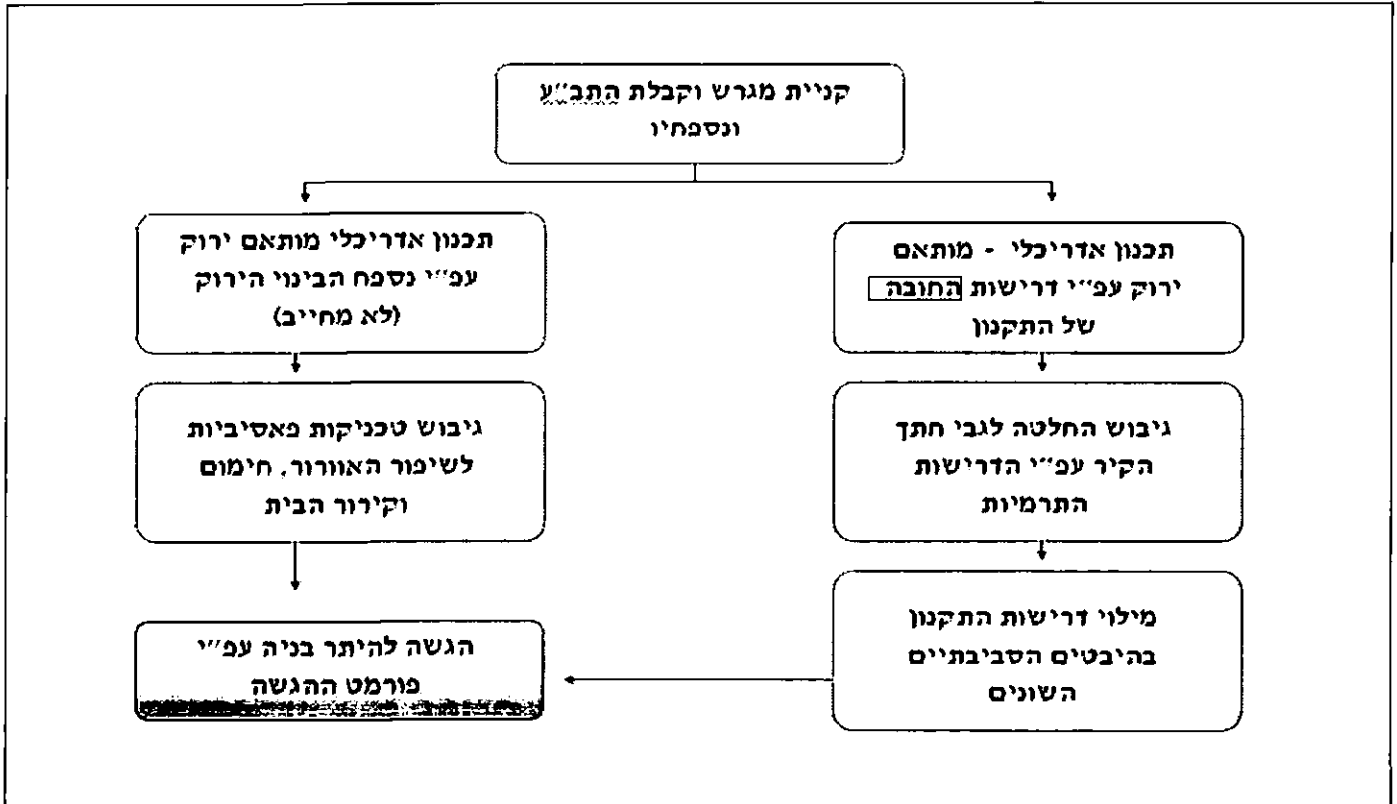 קניית מגרש וקבלת התב״ע
ונספחיו
תכנון אדריכלי - מותאם
ירוק עפ״י דרישות החובה
של התקנון
גיבוש החלטה לגבי חתך
הקיר עפ״י הדרישות
התרמיות
מילוי דרישות התקנון
בהיבטים הסביבתיים
השונים
תכנון אדריכלי מותאם ירוק
עפ״י נספח הבינוי הירוק
(לא מחייב)
גיבוש טכניקות פאסיביות
לשיפור האוורור, חימום
וקירור הבית
הגשה להיתר בניה עפ״י
פורמט ההגשה